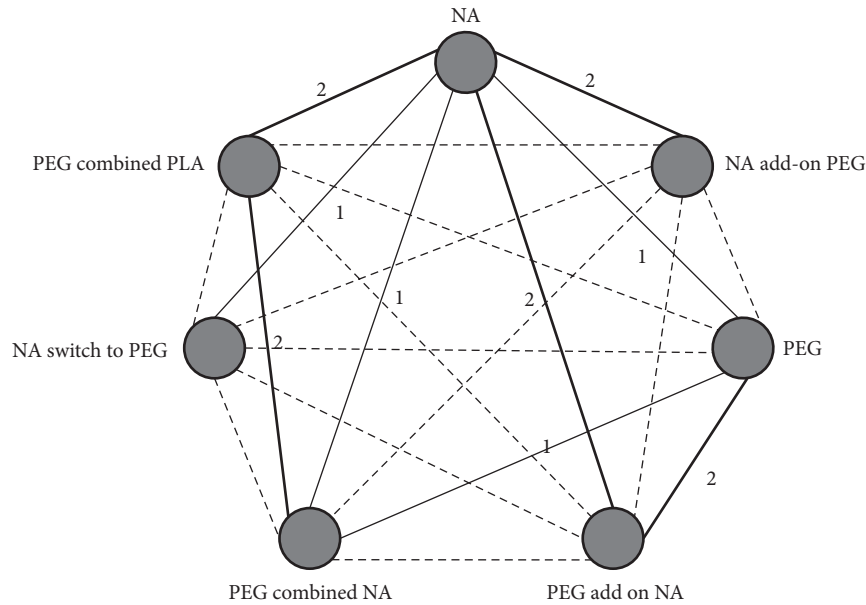 NA
2
2
PEG combined PLA
NA add-on PEG
1
1
1
2
2
NA switch to PEG
PEG
1
2
PEG combined NA
PEG add on NA